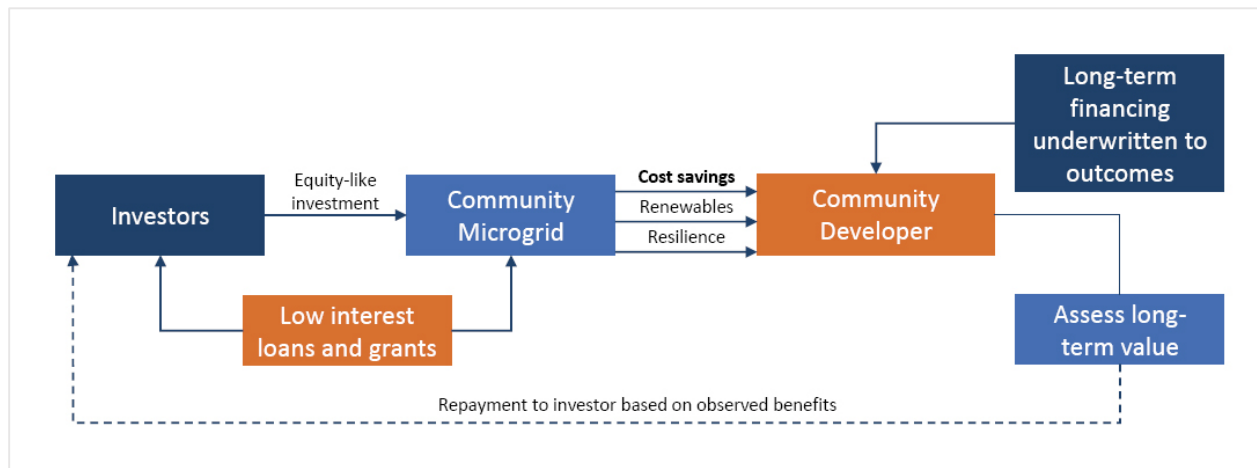 Long-term
financing
underwritten to
outcomes
Investors
Equity-like
investment
Community
Microgrid
Cost savings
Renewables
Resilience
Community
Developer
Low interest
loans and grants
Assess long-
term value
Repayment to investor based on observed benefits